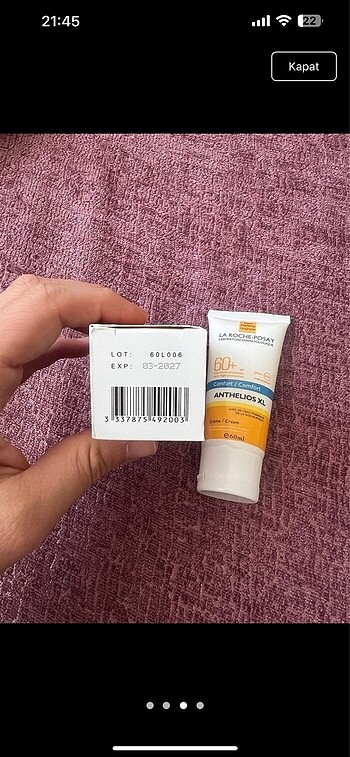 21:45
22
Kapat
LOT: 60L006
EXP: 03-2027
3 337875 492003
LA ROCHE-POSAY
LABORATOIRE DERMATOLOGIQUE
60+
Confort / Comfort
ANTHELIOS XL
Crème / Cream
e60ml